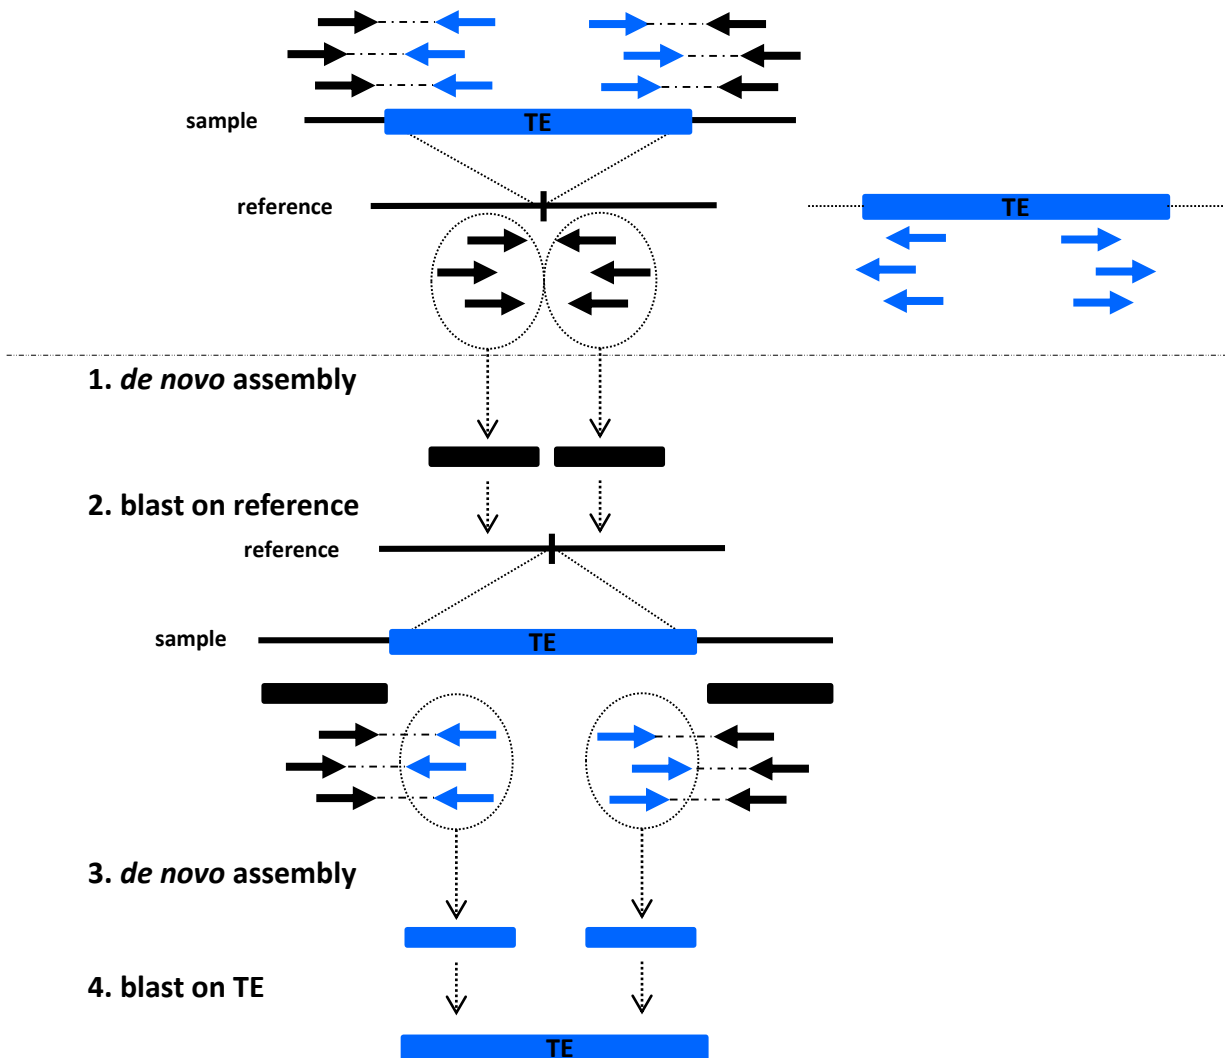 TE
sample
reference
TE
1. de novo assembly
2. blast on reference
reference
sample
TE
3. de novo assembly
4. blast on TE
TE